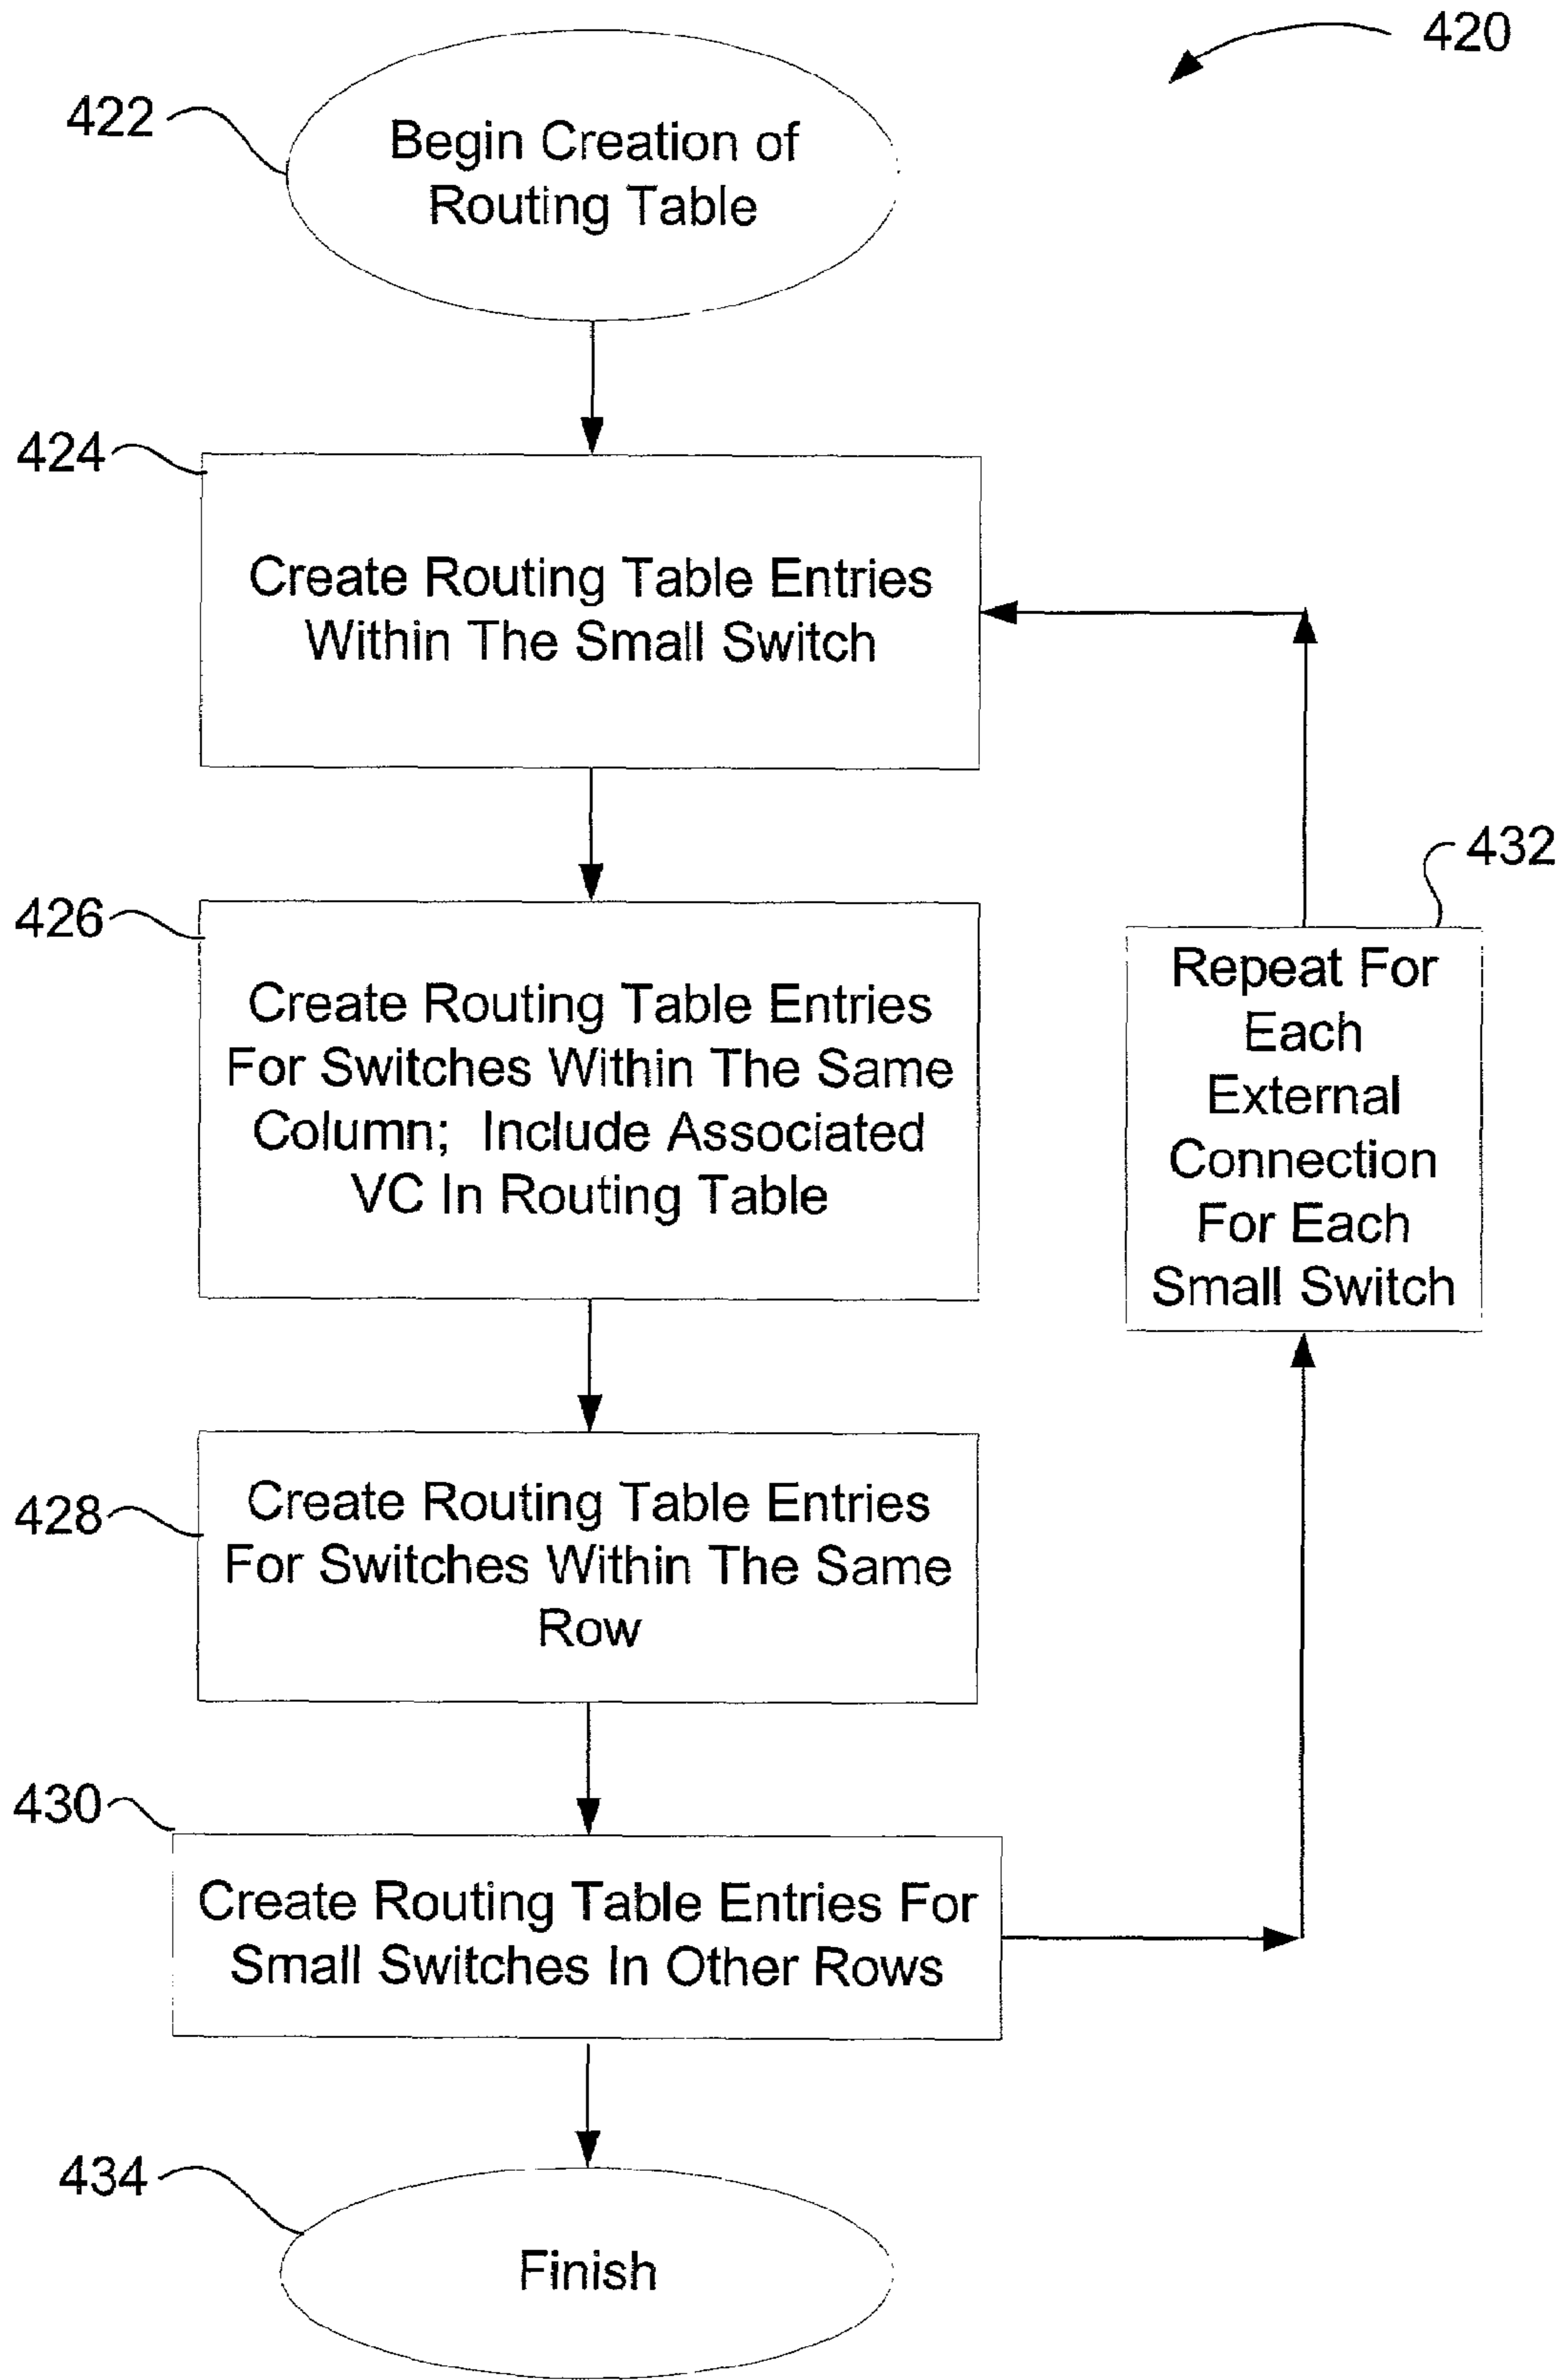 420
422
Begin Creation of
Routing Table
424
Create Routing Table Entries
Within The Small Switch
426
Create Routing Table Entries
For Switches Within The Same
Column; Include Associated
VC In Routing Table
432
Repeat For
Each
External
Connection
For Each
Small Switch
428
Create Routing Table Entries
For Switches Within The Same
Row
430
Create Routing Table Entries For
Small Switches In Other Rows
434
Finish